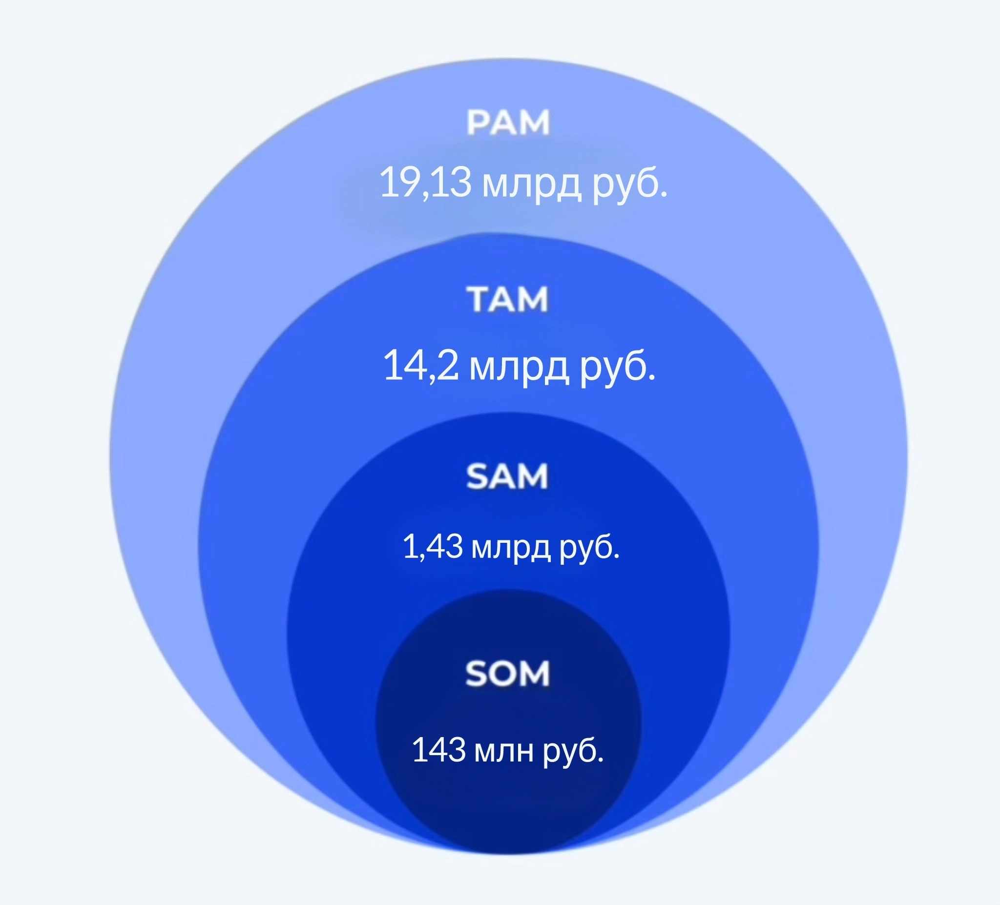 PAM
19,13 млрд руб.
TAM
14,2 млрд руб.
SAM
1,43 млрд руб.
SOM
143 млн руб.